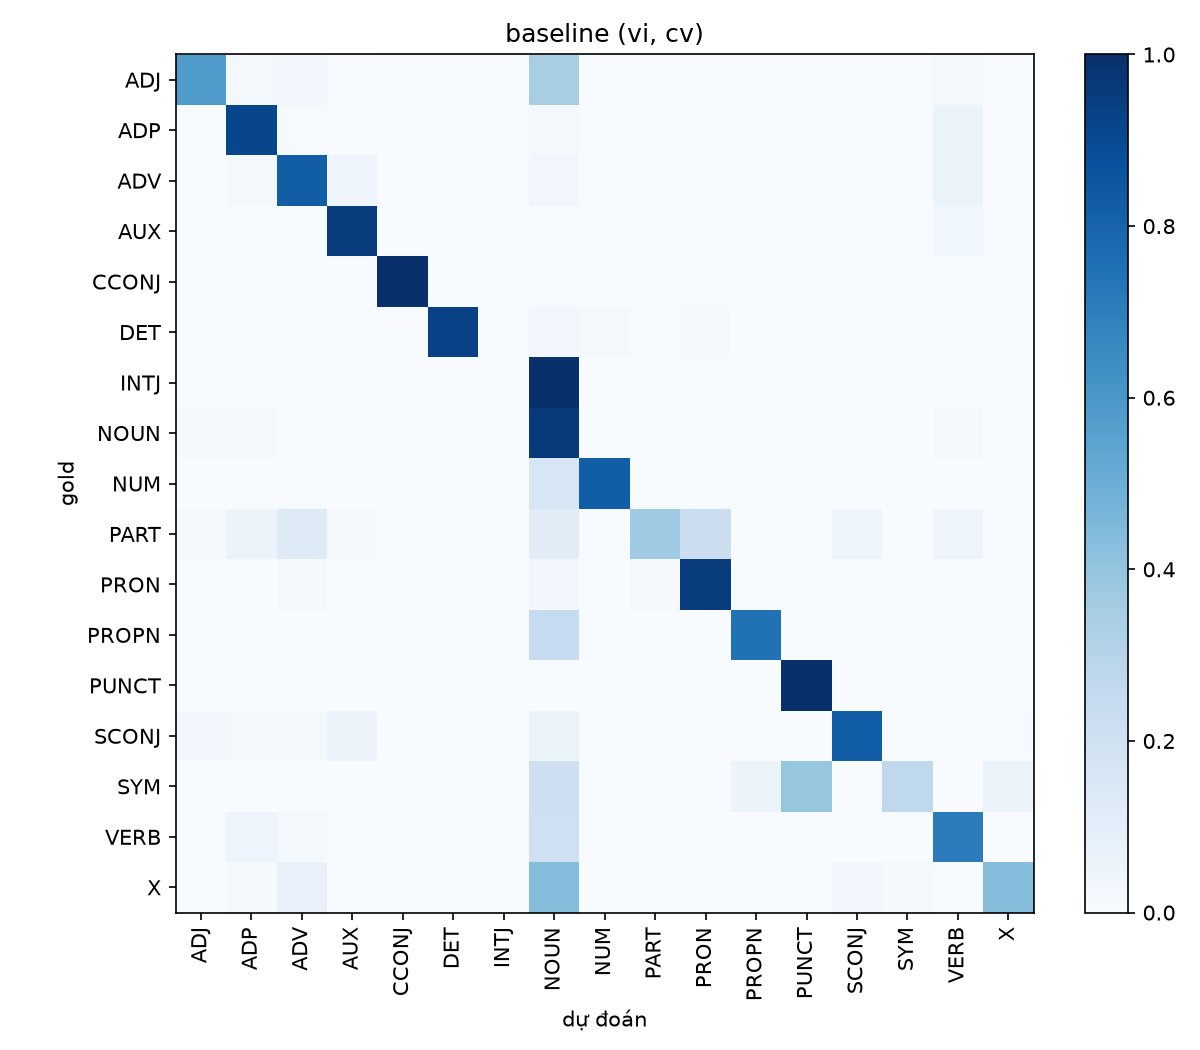 baseline (vi, cv)
gold
ADJ
ADP
ADV
AUX
CCONJ
DET
INTJ
NOUN
NUM
PART
PRON
PROPN
PUNCT
SCONJ
SYM
VERB
X
ADJ
ADP
ADV
AUX
CCONJ
DET
INTJ
NOUN
NUM
PART
PRON
PROPN
PUNCT
SCONJ
SYM
VERB
X
dự đoán
1.0
0.8
0.6
0.4
0.2
0.0